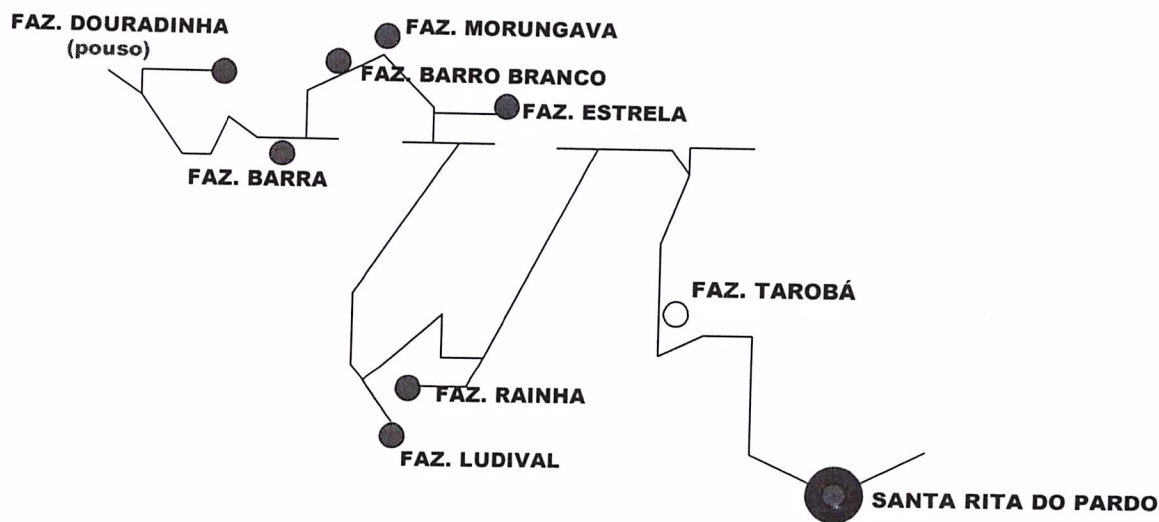 FAZ. DOURADINHA
(pouso)
FAZ. MORUNGAVA
FAZ. BARRO BRANCO
FAZ. ESTRELA
FAZ. BARRA
FAZ. TAROBÁ
FAZ. RAINHA
FAZ. LUDIVAL
SANTA RITA DO PARDO